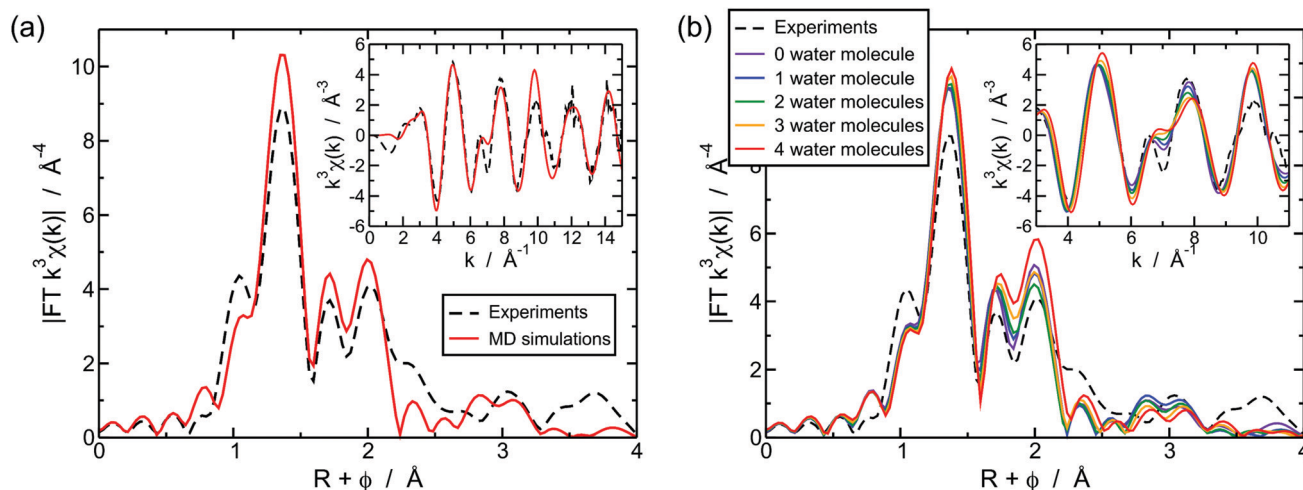 (a)
|FT k³χ(k)| / Å⁻⁴
10
8
6
4
2
0
0 1 2 3 4
R + ϕ / Å
k³χ(k) / Å⁻³
6
4
2
0
-2
-4
-6
0 2 4 6 8 10 12 14
k / Å⁻¹
Experiments
MD simulations
(b)
Experiments
0 water molecule
1 water molecule
2 water molecules
3 water molecules
4 water molecules
|FT k³χ(k)| / Å⁻⁴
8
6
4
2
0
0 1 2 3 4
R + ϕ / Å
k³χ(k) / Å⁻³
6
4
2
0
-2
-4
-6
4 6 8 10
k / Å⁻¹